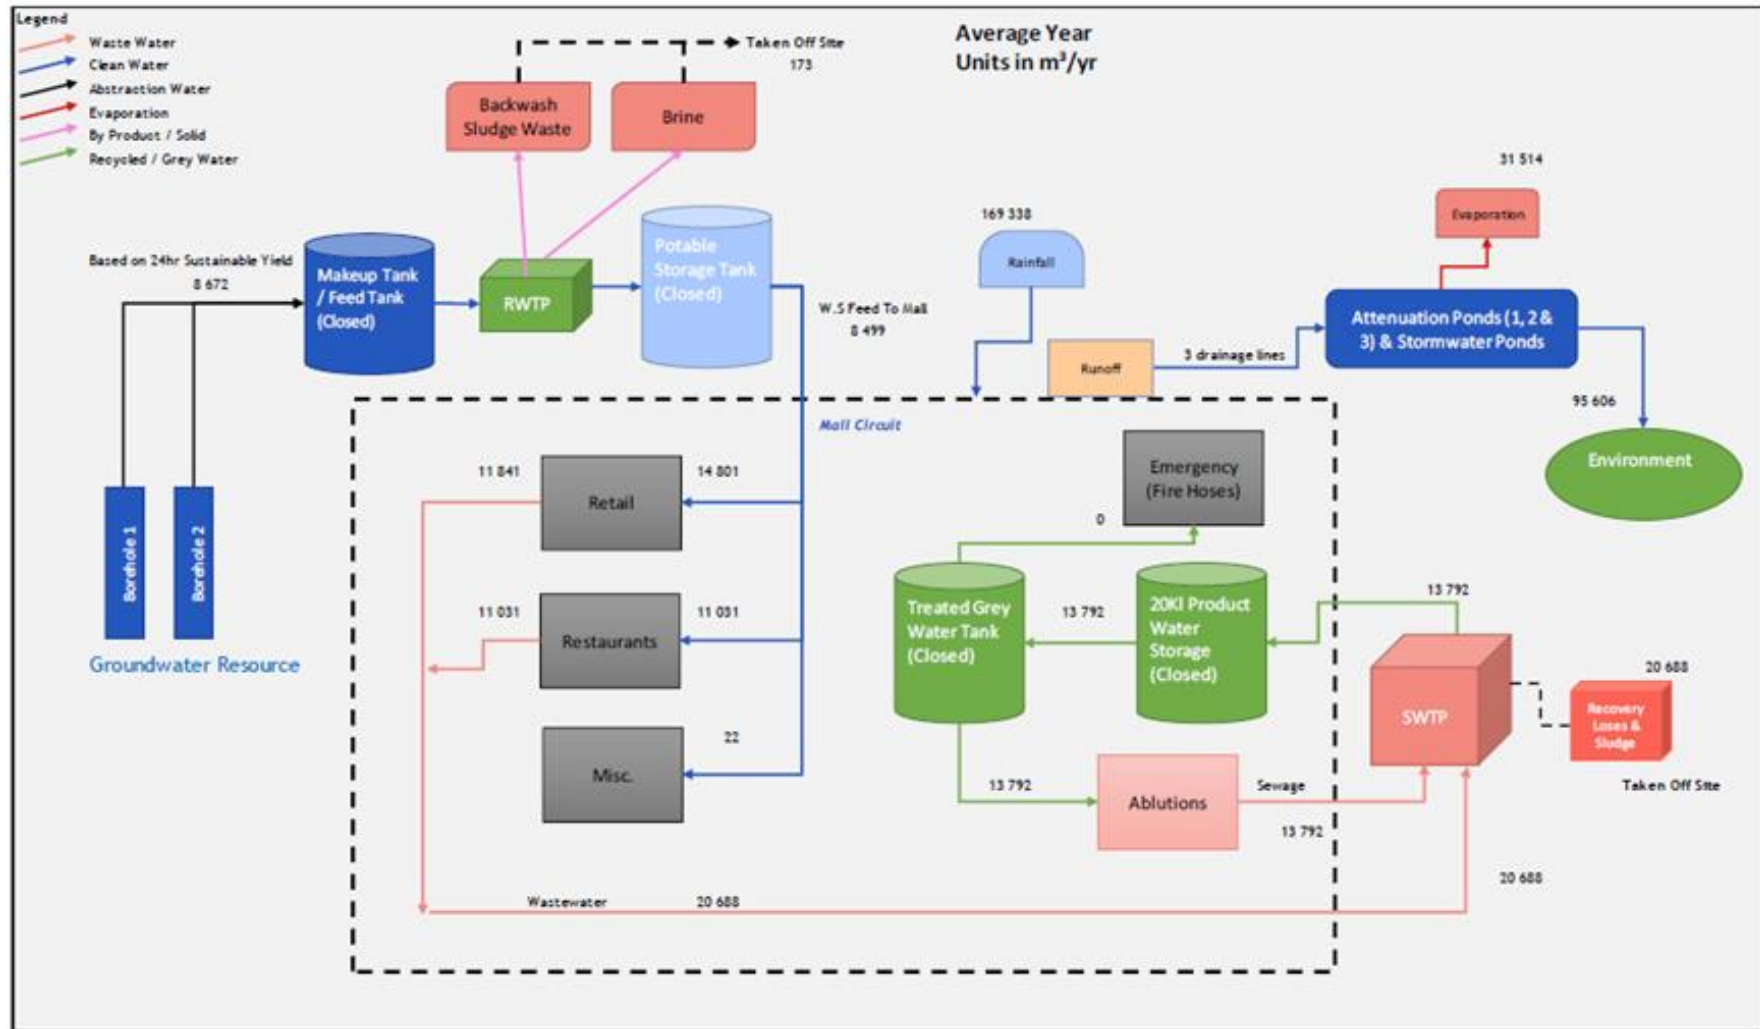 Legend
Waste Water
Clean Water
Abstraction Water
Evaporation
By Product / Solid
Recycled / Grey Water
Average Year
Units in m³/yr
Taken Off Site
173
Backwash
Sludge Waste
Brine
Based on 24hr Sustainable Yield
8 672
Makeup Tank
/ Feed Tank
(Closed)
RWTP
Potable
Storage Tank
(Closed)
W.S Feed To Mall
8 499
169 338
Rainfall
Runoff
3 drainage lines
31 514
Evaporation
Attenuation Ponds (1, 2 &
3) & Stormwater Ponds
95 606
Environment
Borehole 1
Borehole 2
Groundwater Resource
Mall Circuit
11 841
Retail
14 801
11 031
Restaurants
11 031
Misc.
22
Emergency
(Fire Hoses)
0
Treated Grey
Water Tank
(Closed)
13 792
20Kl Product
Water
Storage
(Closed)
13 792
SWTP
20 688
Recovery
Loses &
Sludge
Taken Off Site
13 792
Ablutions
Sewage
13 792
20 688
Wastewater
20 688